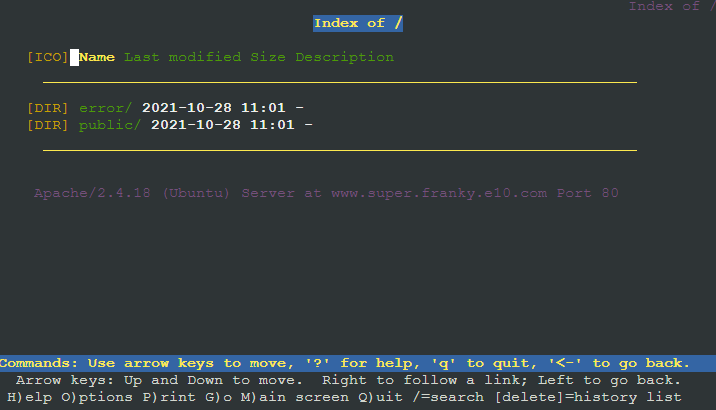 Index of /
Index of /
[ICO] Name Last modified Size Description
[DIR] error/ 2021-10-28 11:01 -
[DIR] public/ 2021-10-28 11:01 -
Apache/2.4.18 (Ubuntu) Server at www.super.franky.e10.com Port 80
Commands: Use arrow keys to move, '?' for help, 'q' to quit, '<-' to go back.
Arrow keys: Up and Down to move.  Right to follow a link; Left to go back.
H)elp O)ptions P)rint G)o M)ain screen Q)uit /=search [delete]=history list